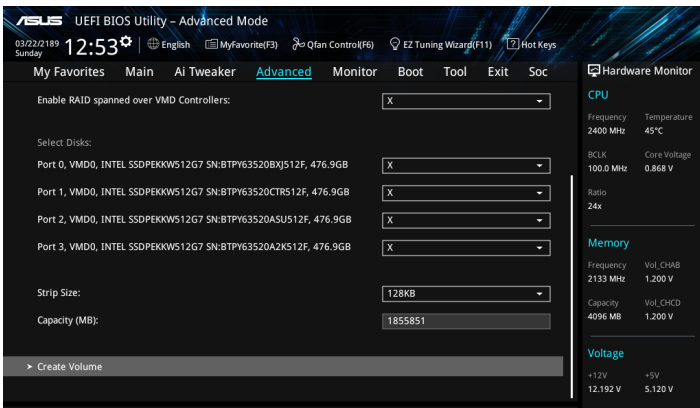 ASUS UEFI BIOS Utility – Advanced Mode
03/22/2189 Sunday 12:53 English MyFavorite(F3) Qfan Control(F6) EZ Tuning Wizard(F11) ? Hot Keys
My Favorites Main Ai Tweaker Advanced Monitor Boot Tool Exit Soc
Enable RAID spanned over VMD Controllers: X
Select Disks:
Port 0, VMD0, INTEL SSDPEKKW512G7 SN:BTPY63520BXJ512F, 476.9GB X
Port 1, VMD0, INTEL SSDPEKKW512G7 SN:BTPY63520CTR512F, 476.9GB X
Port 2, VMD0, INTEL SSDPEKKW512G7 SN:BTPY63520ASU512F, 476.9GB X
Port 3, VMD0, INTEL SSDPEKKW512G7 SN:BTPY63520A2K512F, 476.9GB X
Strip Size: 128KB
Capacity (MB): 1855851
> Create Volume
Hardware Monitor
CPU
Frequency Temperature
2400 MHz 45°C
BCLK Core Voltage
100.0 MHz 0.868 V
Ratio
24x
Memory
Frequency Vol_CHAB
2133 MHz 1.200 V
Capacity Vol_CHCD
4096 MB 1.200 V
Voltage
+12V +5V
12.192 V 5.120 V